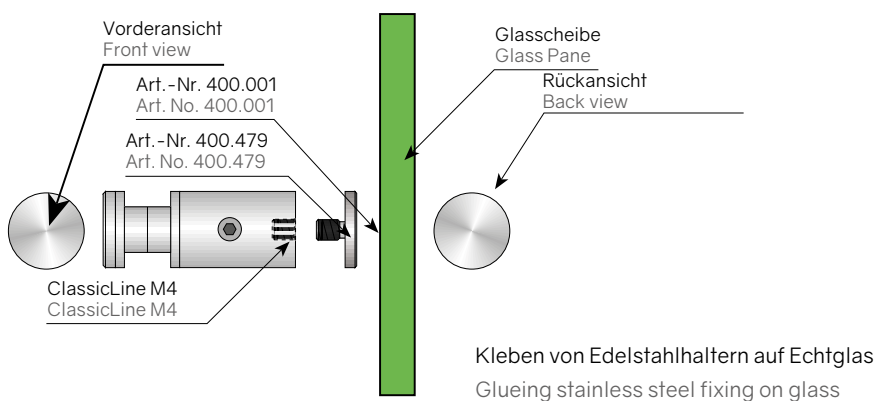 Vorderansicht
Front view
Glasscheibe
Glass Pane
Rückansicht
Back view
Art.-Nr. 400.001
Art. No. 400.001
Art.-Nr. 400.479
Art. No. 400.479
ClassicLine M4
ClassicLine M4
Kleben von Edelstahlhaltern auf Echtglas
Glueing stainless steel fixing on glass